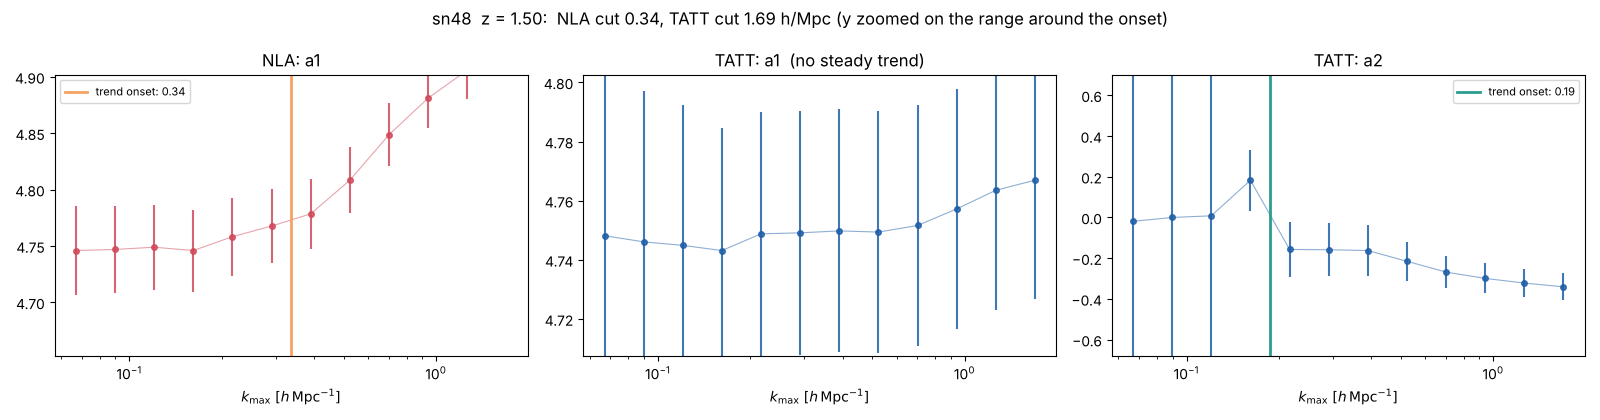 sn48 z = 1.50: NLA cut 0.34, TATT cut 1.69 h/Mpc (y zoomed on the range around the onset)
NLA: a1
trend onset: 0.34
4.90
4.85
4.80
4.75
4.70
10⁻¹ 10⁰
k_max [h Mpc⁻¹]
TATT: a1 (no steady trend)
4.80
4.78
4.76
4.74
4.72
10⁻¹ 10⁰
k_max [h Mpc⁻¹]
TATT: a2
trend onset: 0.19
0.6
0.4
0.2
0.0
−0.2
−0.4
−0.6
10⁻¹ 10⁰
k_max [h Mpc⁻¹]